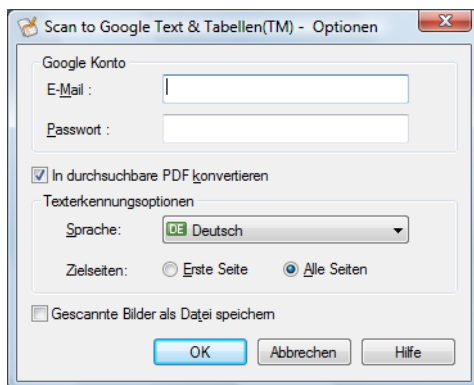 Scan to Google Text & Tabellen(TM) - Optionen
Google Konto
E-Mail :
Passwort :
In durchsuchbare PDF konvertieren
Texterkennungsoptionen
Sprache: DE Deutsch
Zielseiten: Erste Seite Alle Seiten
Gescannte Bilder als Datei speichern
OK Abbrechen Hilfe